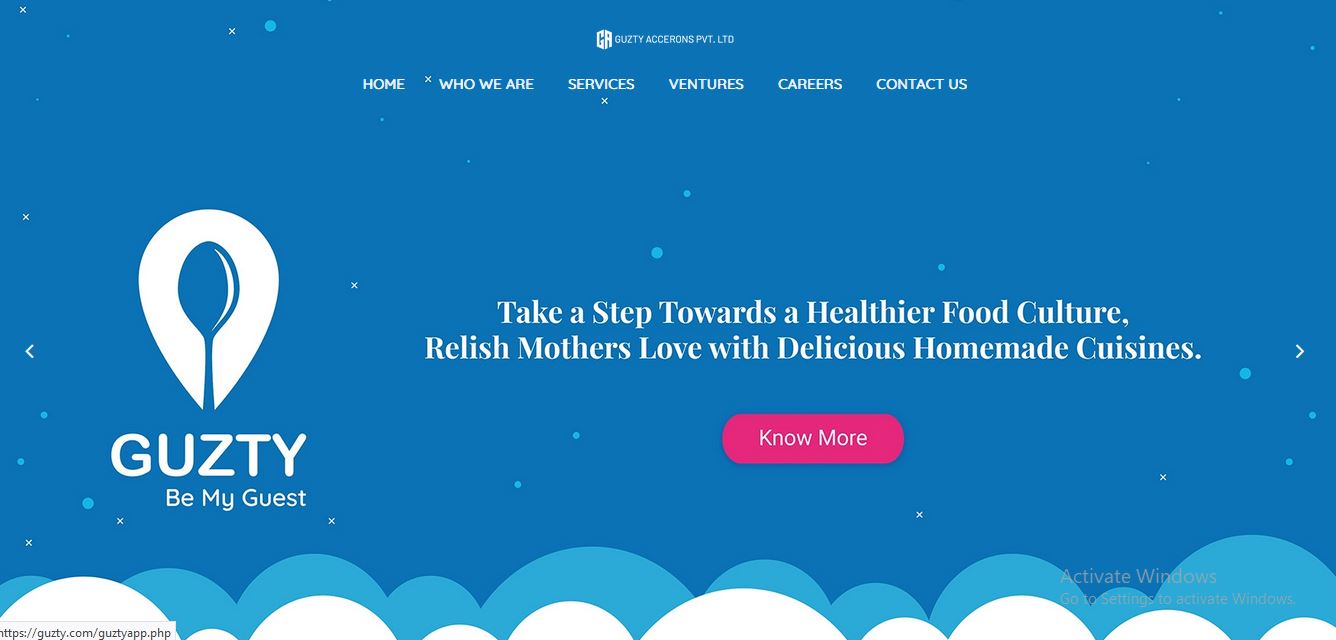 GUZTY ACCERONS PVT. LTD
HOME WHO WE ARE SERVICES VENTURES CAREERS CONTACT US
Take a Step Towards a Healthier Food Culture,
Relish Mothers Love with Delicious Homemade Cuisines.
Know More
GUZTY
Be My Guest
Activate Windows
Go to Settings to activate Windows.
https://guzty.com/guztyapp.php